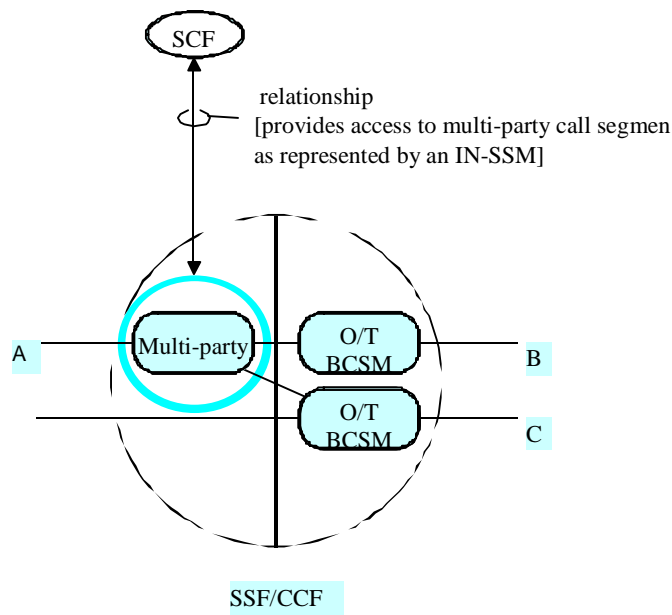 SCF
relationship
[provides access to multi-party call segmen
as represented by an IN-SSM]
A
Multi-party
O/T
BCSM
B
O/T
BCSM
C
SSF/CCF